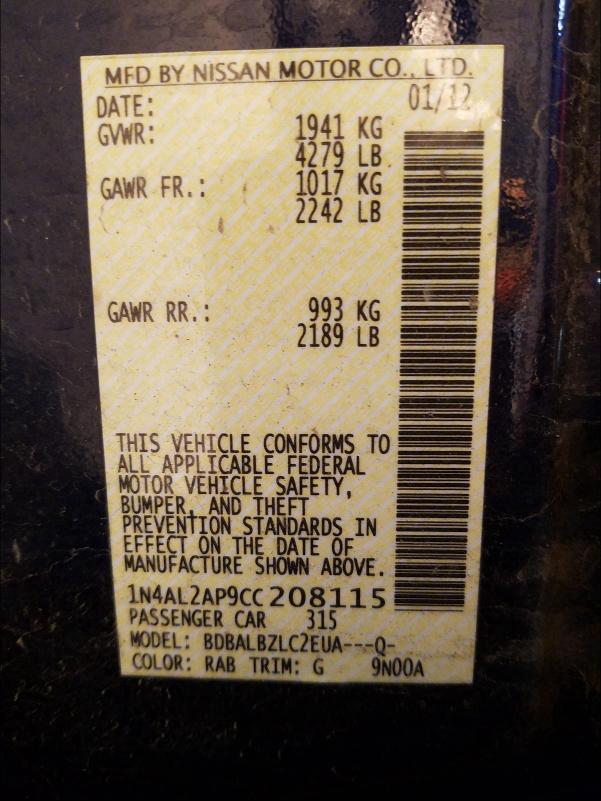 MFD BY NISSAN MOTOR CO., LTD.
DATE: 01/12
GVWR: 1941 KG
4279 LB
GAWR FR.: 1017 KG
2242 LB
GAWR RR.: 993 KG
2189 LB
THIS VEHICLE CONFORMS TO
ALL APPLICABLE FEDERAL
MOTOR VEHICLE SAFETY,
BUMPER, AND THEFT
PREVENTION STANDARDS IN
EFFECT ON THE DATE OF
MANUFACTURE SHOWN ABOVE.
1N4AL2AP9CC208115
PASSENGER CAR 315
MODEL: BDBALBZLC2EUA---Q-
COLOR: RAB TRIM: G 9N00A